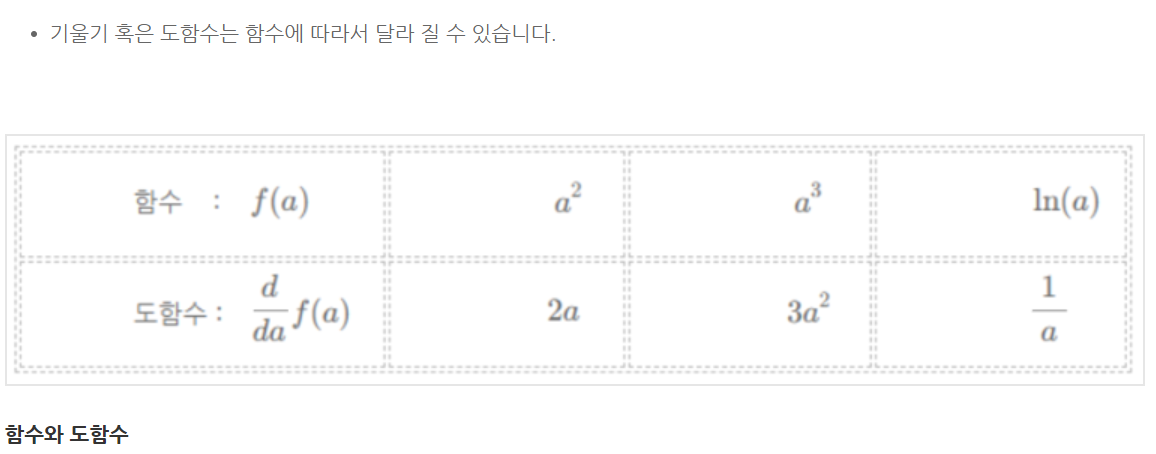 • 기울기 혹은 도함수는 함수에 따라서 달라 질 수 있습니다.
함수 : f(a) a² a³ ln(a)
도함수 : d/da f(a) 2a 3a² 1/a
함수와 도함수